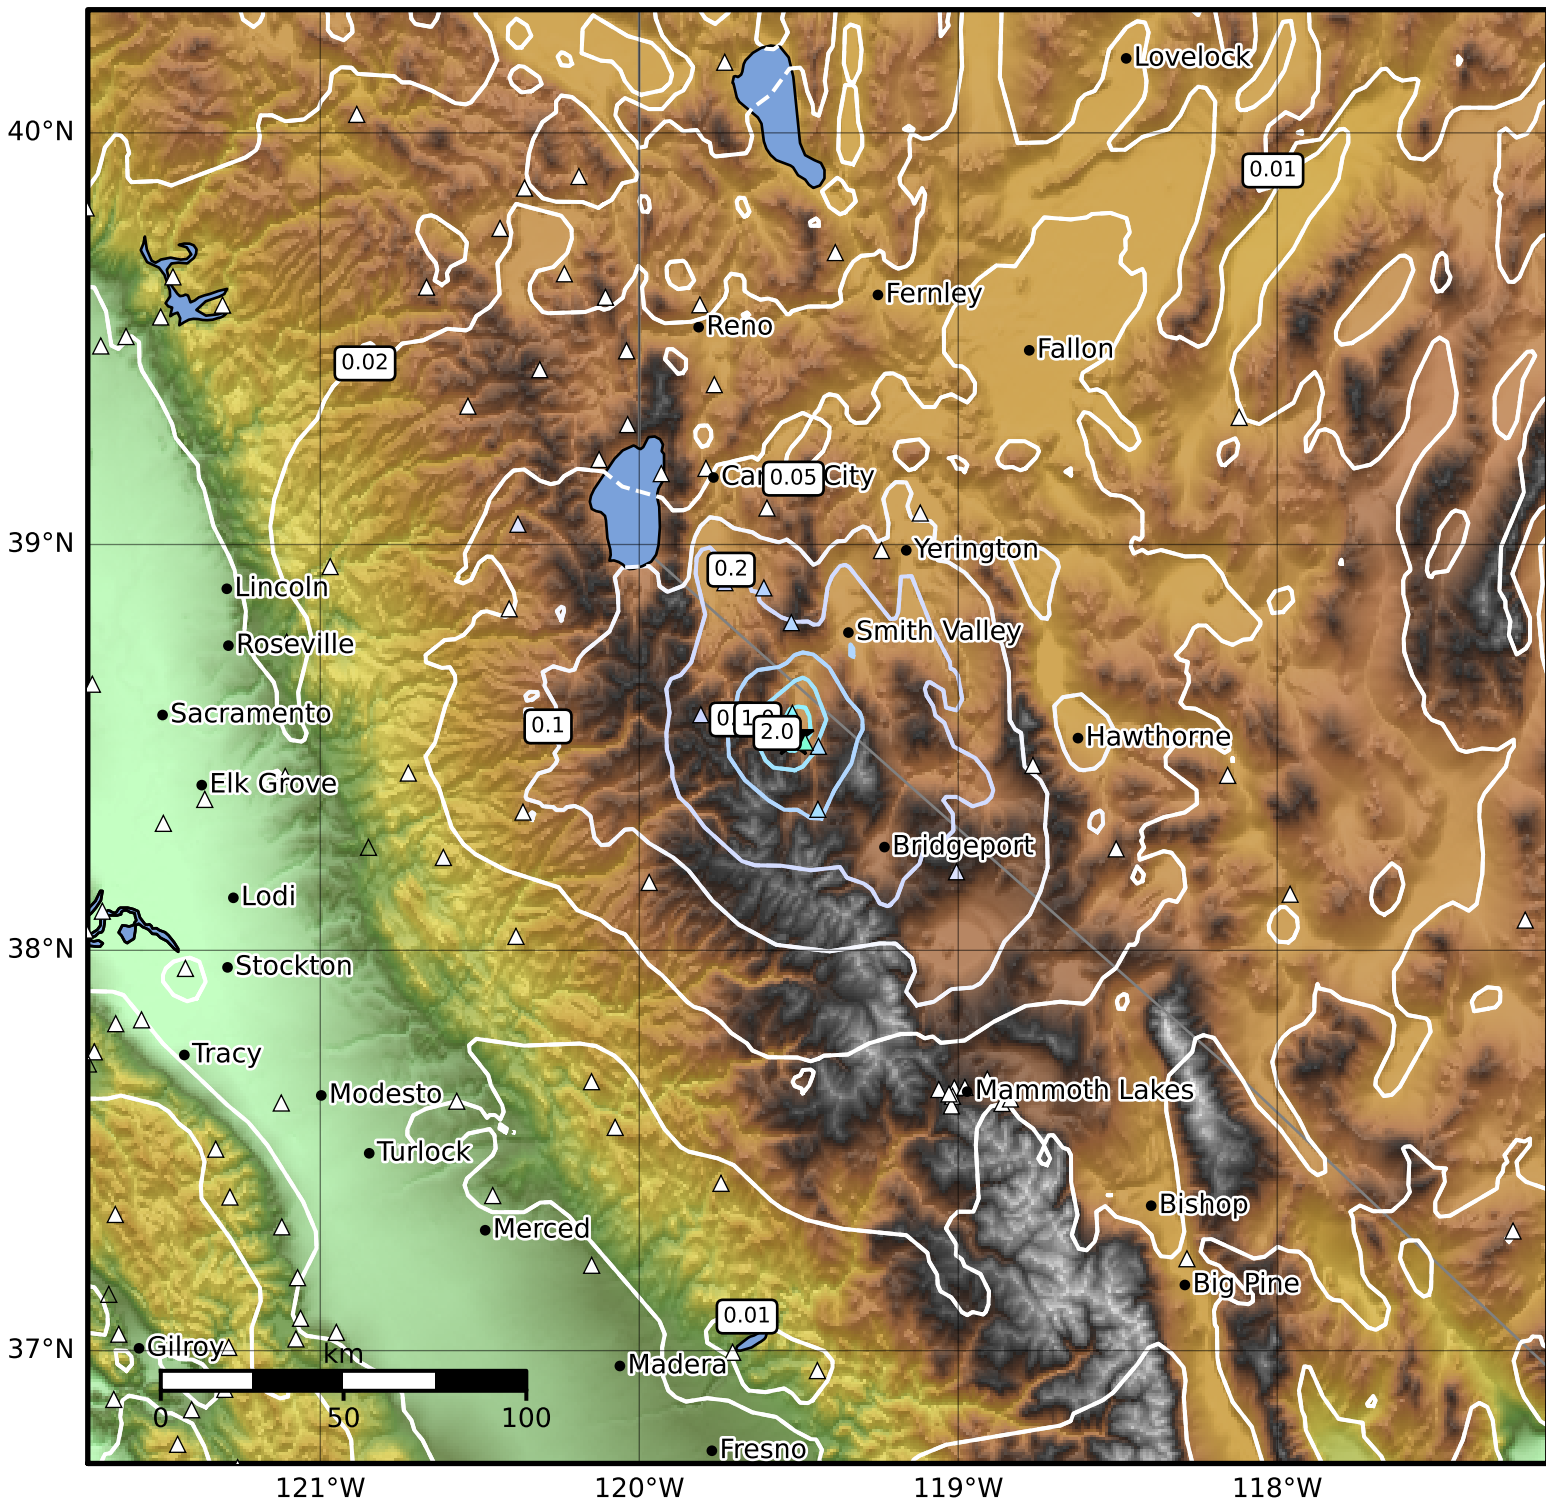 Lovelock
40°N
0.01
Fernley
Reno
Fallon
0.02
Car City
0.05
39°N
Yerington
0.2
Lincoln
Smith Valley
Roseville
Sacramento
0.1
2.0
Hawthorne
Elk Grove
Bridgeport
Lodi
38°N
Stockton
Tracy
Mammoth Lakes
Modesto
Turlock
Bishop
Merced
Big Pine
0.01
37°N
Gilroy
km
Madera
0 50 100
Fresno
121°W 120°W 119°W 118°W